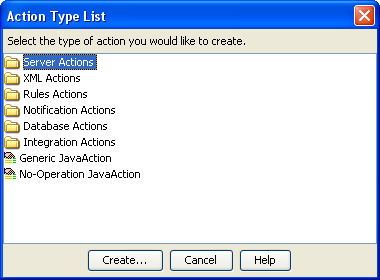 Action Type List
Select the type of action you would like to create.
Server Actions
XML Actions
Rules Actions
Notification Actions
Database Actions
Integration Actions
Generic JavaAction
No-Operation JavaAction
Create...
Cancel
Help